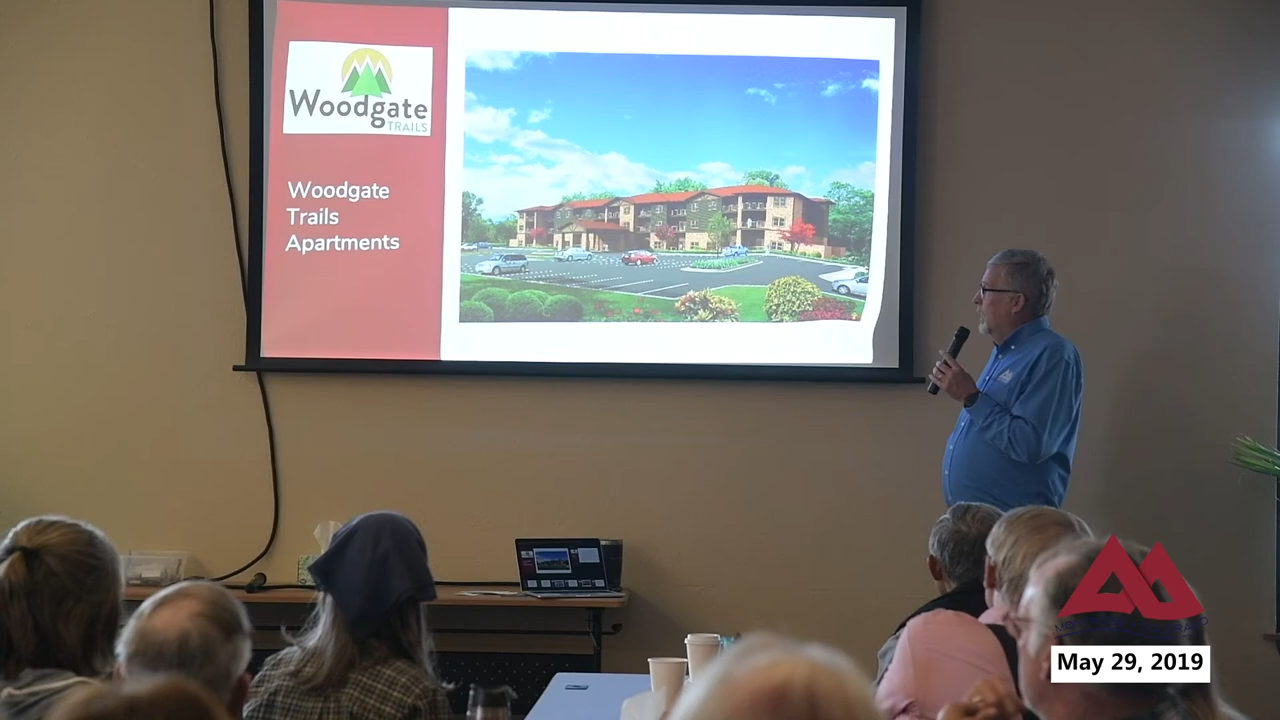 Woodgate
TRAILS
Woodgate
Trails
Apartments
May 29, 2019